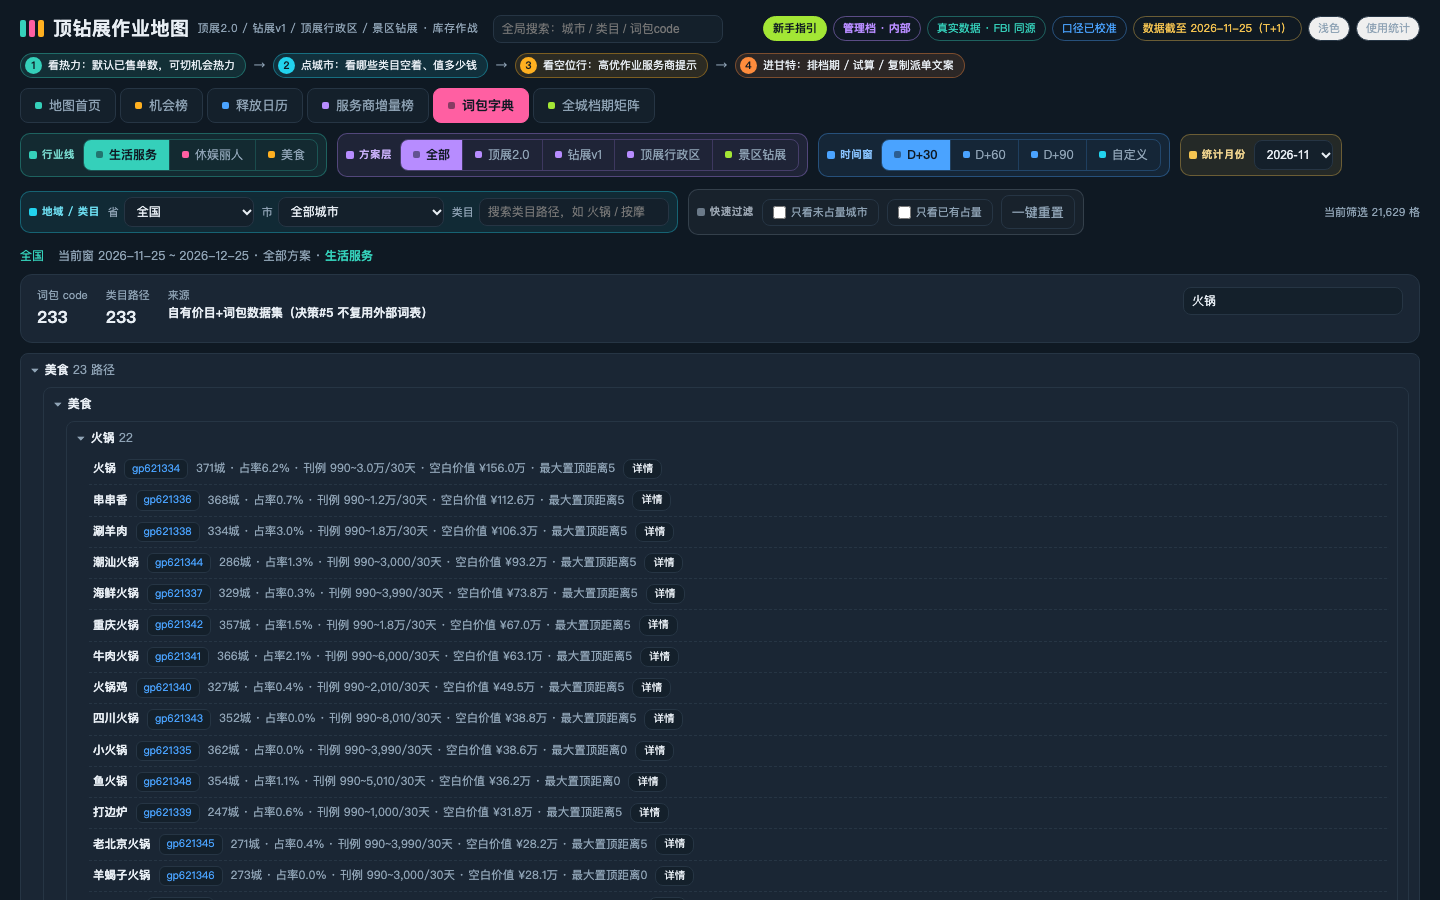 顶钻展作业地图 顶展2.0 / 钻展v1 / 顶展行政区 / 景区钻展 · 库存作战 全局搜索：城市 / 类目 / 词包code 新手指引 管理档 · 内部 真实数据 · FBI 同源 口径已校准 数据截至 2026-11-25（T+1） 浅色 使用统计
1 看热力：默认已售单数，可切机会热力 → 2 点城市：看哪些类目空着、值多少钱 → 3 看空位行：高优作业服务商提示 → 4 进甘特：排档期 / 试算 / 复制派单文案
地图首页 机会榜 释放日历 服务商增量榜 词包字典 全城档期矩阵
行业线 生活服务 休娱丽人 美食 方案层 全部 顶展2.0 钻展v1 顶展行政区 景区钻展 时间窗 D+30 D+60 D+90 自定义 统计月份 2026-11
地域 / 类目 省 全国 市 全部城市 类目 搜索类目路径，如 火锅 / 按摩 快速过滤 只看未占量城市 只看已有占量 一键重置 当前筛选 21,629 格
全国 当前窗 2026-11-25 ~ 2026-12-25 · 全部方案 · 生活服务
词包 code 类目路径 来源
233 233 自有价目+词包数据集（决策#5 不复用外部词表） 火锅
美食 23 路径
美食
火锅 22
火锅 gp621334 371城 · 占率6.2% · 刊例 990~3.0万/30天 · 空白价值 ¥156.0万 · 最大置顶距离5 详情
串串香 gp621336 368城 · 占率0.7% · 刊例 990~1.2万/30天 · 空白价值 ¥112.6万 · 最大置顶距离5 详情
涮羊肉 gp621338 334城 · 占率3.0% · 刊例 990~1.8万/30天 · 空白价值 ¥106.3万 · 最大置顶距离5 详情
潮汕火锅 gp621344 286城 · 占率1.3% · 刊例 990~3,000/30天 · 空白价值 ¥93.2万 · 最大置顶距离5 详情
海鲜火锅 gp621337 329城 · 占率0.3% · 刊例 990~3,990/30天 · 空白价值 ¥73.8万 · 最大置顶距离5 详情
重庆火锅 gp621342 357城 · 占率1.5% · 刊例 990~1.8万/30天 · 空白价值 ¥67.0万 · 最大置顶距离5 详情
牛肉火锅 gp621341 366城 · 占率2.1% · 刊例 990~6,000/30天 · 空白价值 ¥63.1万 · 最大置顶距离5 详情
火锅鸡 gp621340 327城 · 占率0.4% · 刊例 990~2,010/30天 · 空白价值 ¥49.5万 · 最大置顶距离5 详情
四川火锅 gp621343 352城 · 占率0.0% · 刊例 990~8,010/30天 · 空白价值 ¥38.8万 · 最大置顶距离5 详情
小火锅 gp621335 362城 · 占率0.0% · 刊例 990~3,990/30天 · 空白价值 ¥38.6万 · 最大置顶距离0 详情
鱼火锅 gp621348 354城 · 占率1.1% · 刊例 990~5,010/30天 · 空白价值 ¥36.2万 · 最大置顶距离0 详情
打边炉 gp621339 247城 · 占率0.6% · 刊例 990~1,000/30天 · 空白价值 ¥31.8万 · 最大置顶距离5 详情
老北京火锅 gp621345 271城 · 占率0.4% · 刊例 990~3,990/30天 · 空白价值 ¥28.2万 · 最大置顶距离5 详情
羊蝎子火锅 gp621346 273城 · 占率0.0% · 刊例 990~3,000/30天 · 空白价值 ¥28.1万 · 最大置顶距离0 详情